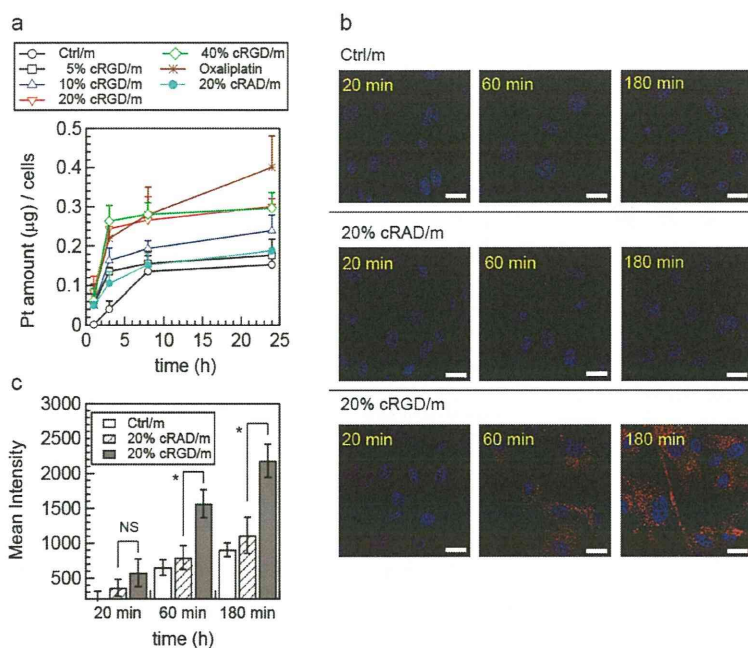 a
Ctrl/m
5% cRGD/m
10% cRGD/m
20% cRGD/m
40% cRGD/m
Oxaliplatin
20% cRAD/m
0.5
0.4
0.3
0.2
0.1
0
Pt amount (µg) / cells
0 5 10 15 20 25
time (h)
b
Ctrl/m
20 min 60 min 180 min
20% cRAD/m
20 min 60 min 180 min
20% cRGD/m
20 min 60 min 180 min
c
Ctrl/m
20% cRAD/m
20% cRGD/m
3000
2500
2000
1500
1000
500
Mean Intensity
NS
*
*
20 min 60 min 180 min
time (h)